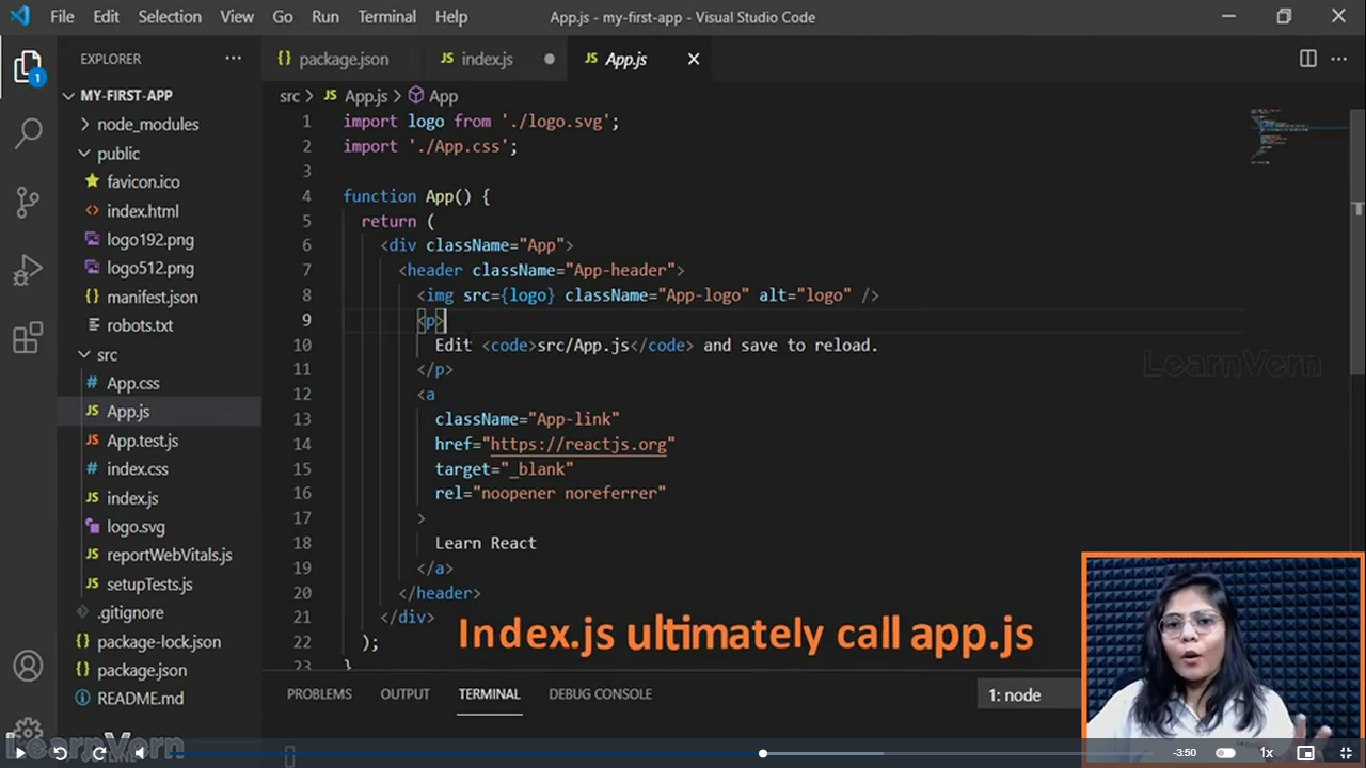 File Edit Selection View Go Run Terminal Help App.js - my-first-app - Visual Studio Code
EXPLORER
package.json index.js App.js
1
MY-FIRST-APP
node_modules
public
favicon.ico
index.html
logo192.png
logo512.png
manifest.json
robots.txt
src
App.css
App.js
App.test.js
index.css
index.js
logo.svg
reportWebVitals.js
setupTests.js
.gitignore
package-lock.json
package.json
README.md
OUTLINE
src > JS App.js > App
1 import logo from './logo.svg';
2 import './App.css';
3
4 function App() {
5 return (
6 <div className="App">
7 <header className="App-header">
8 <img src={logo} className="App-logo" alt="logo" />
9 <p>
10 Edit <code>src/App.js</code> and save to reload.
11 </p>
12 <a
13 className="App-link"
14 href="https://reactjs.org"
15 target="_blank"
16 rel="noopener noreferrer"
17 >
18 Learn React
19 </a>
20 </header>
21 </div>
22 );
23 }
LearnVern
Index.js ultimately call app.js
PROBLEMS OUTPUT TERMINAL DEBUG CONSOLE 1: node
LearnVern
-3:50 1x